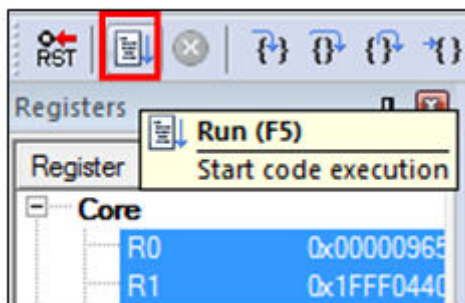 RST {} {} {} {}
Registers
Run (F5)
Register
Start code execution
Core
R0 0x00000965
R1 0x1FFF0440